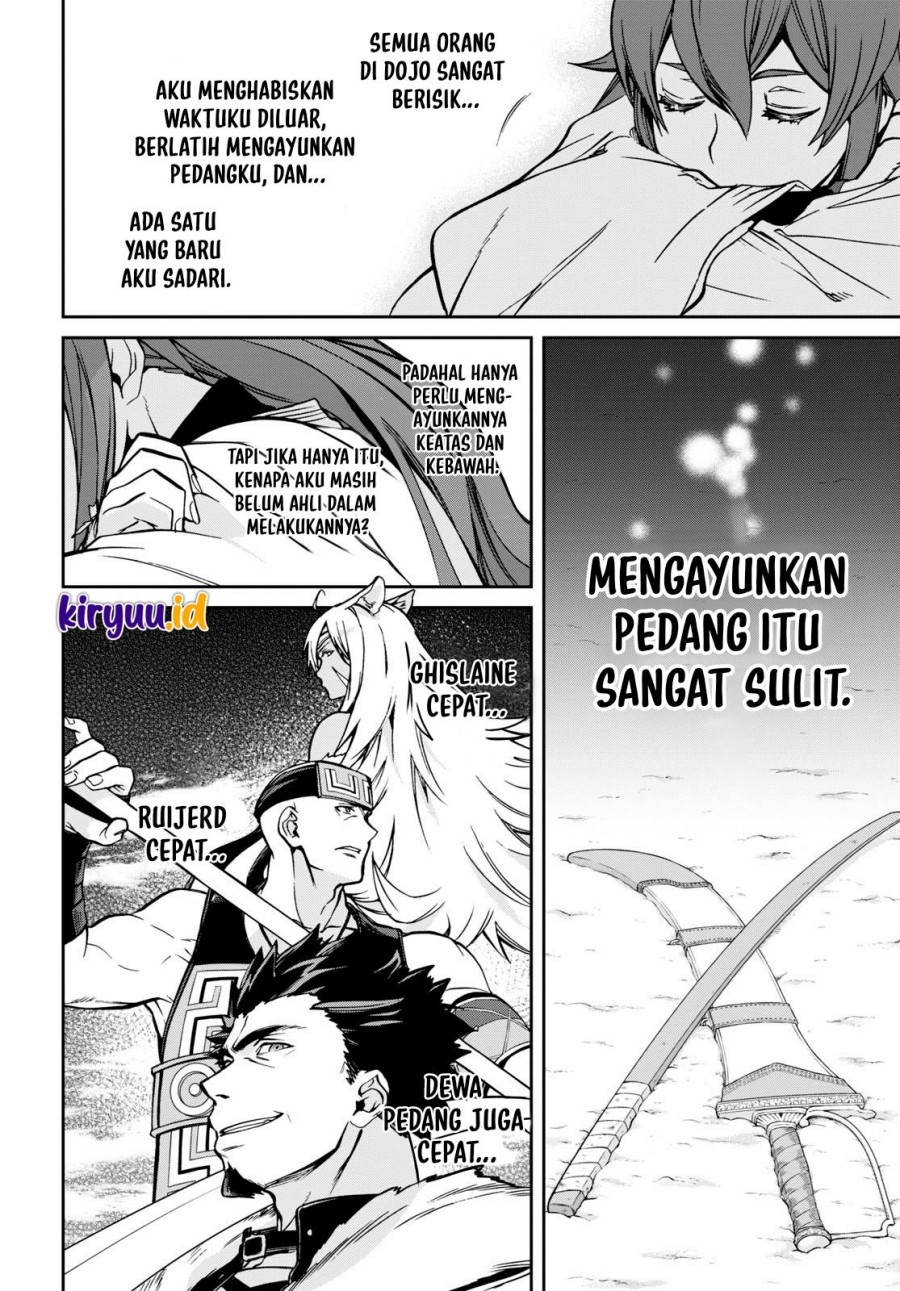 SEMUA ORANG
DI DOJO SANGAT
BERISIK...
AKU MENGHABISKAN
WAKTUKU DILUAR,
BERLATIH MENGAYUNKAN
PEDANGKU, DAN...
ADA SATU
YANG BARU
AKU SADARI.
MENGAYUNKAN
PEDANG ITU
SANGAT SULIT.
PADAHAL HANYA
PERLU MENG-
AYUNKANNYA
KEATAS DAN
KEBAWAH.
TAPI JIKA HANYA ITU,
KENAPA AKU MASIH
BELUM AHLI DALAM
MELAKUKANNYA?
kiryuu.id
GHISLAINE
CEPAT...
RUIJERD
CEPAT...
DEWA
PEDANG JUGA
CEPAT...